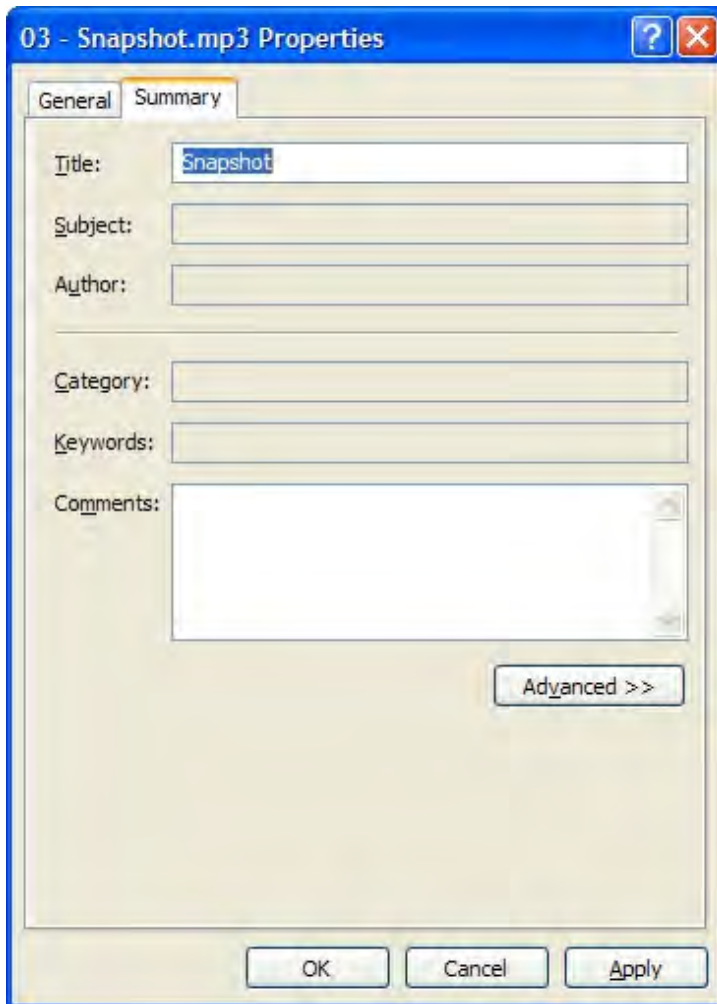 03 - Snapshot.mp3 Properties
?
General Summary
Title: Snapshot
Subject:
Author:
Category:
Keywords:
Comments:
Advanced >>
OK Cancel Apply